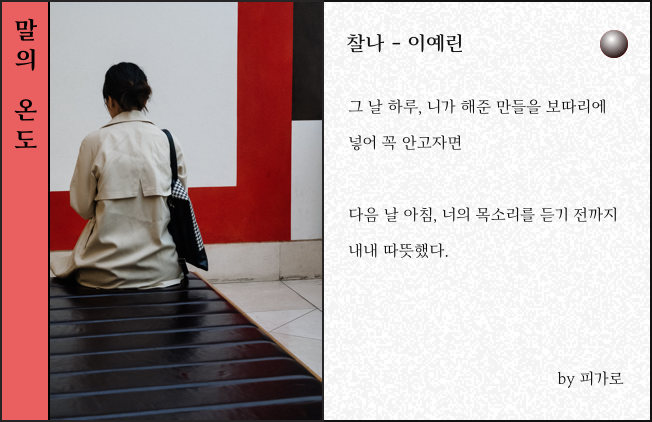 말의 온도
찰나 - 이예린
그 날 하루, 니가 해준 만들을 보따리에
넣어 꼭 안고자면
다음 날 아침, 너의 목소리를 듣기 전까지
내내 따뜻했다.
by 피가로